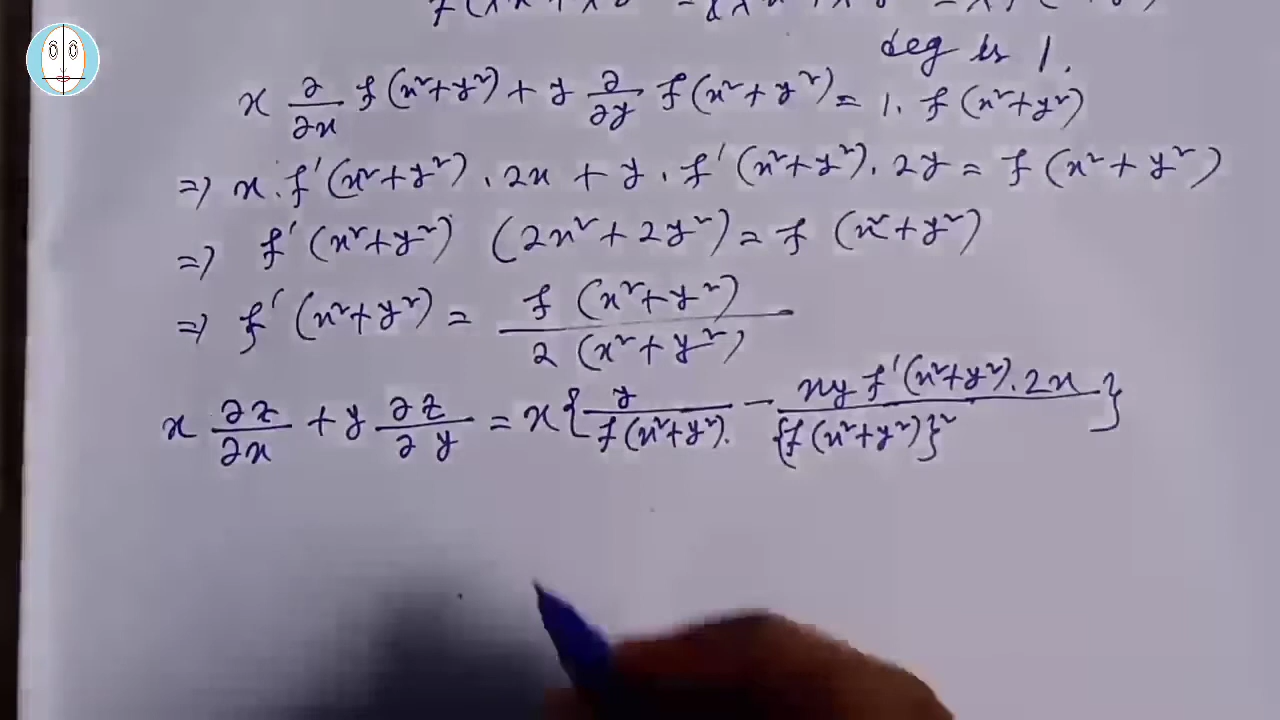 deg is 1.
x ∂/∂x f(x²+y²) + y ∂/∂y f(x²+y²) = 1. f(x²+y²)
⇒ x.f'(x²+y²).2x + y.f'(x²+y²).2y = f(x²+y²)
⇒ f'(x²+y²) (2x²+2y²) = f(x²+y²)
⇒ f'(x²+y²) = f(x²+y²) / 2(x²+y²)
x ∂z/∂x + y ∂z/∂y = x{y / f(x²+y²). − xy f'(x²+y²).2x / {f(x²+y²)}²}